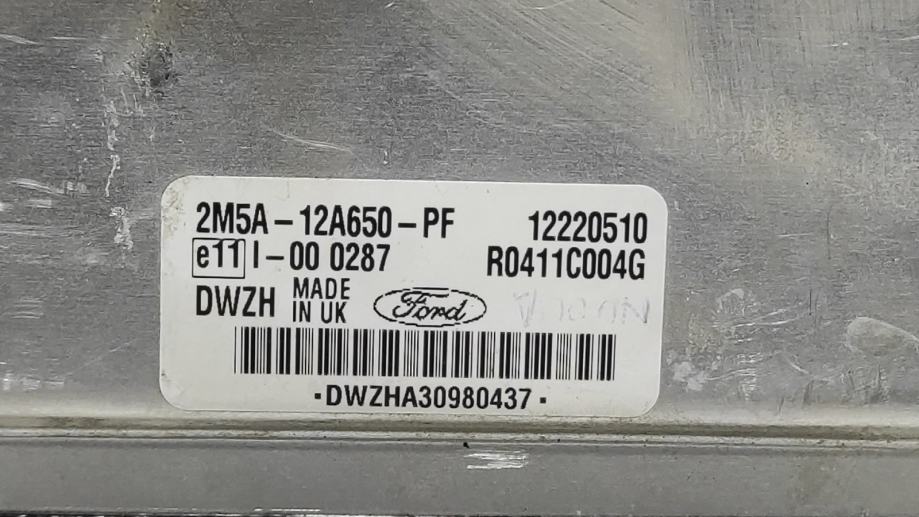 2M5A-12A650-PF 12220510
e11 I-00 0287 R0411C004G
DWZH MADE IN UK Ford
·DWZHA30980437·